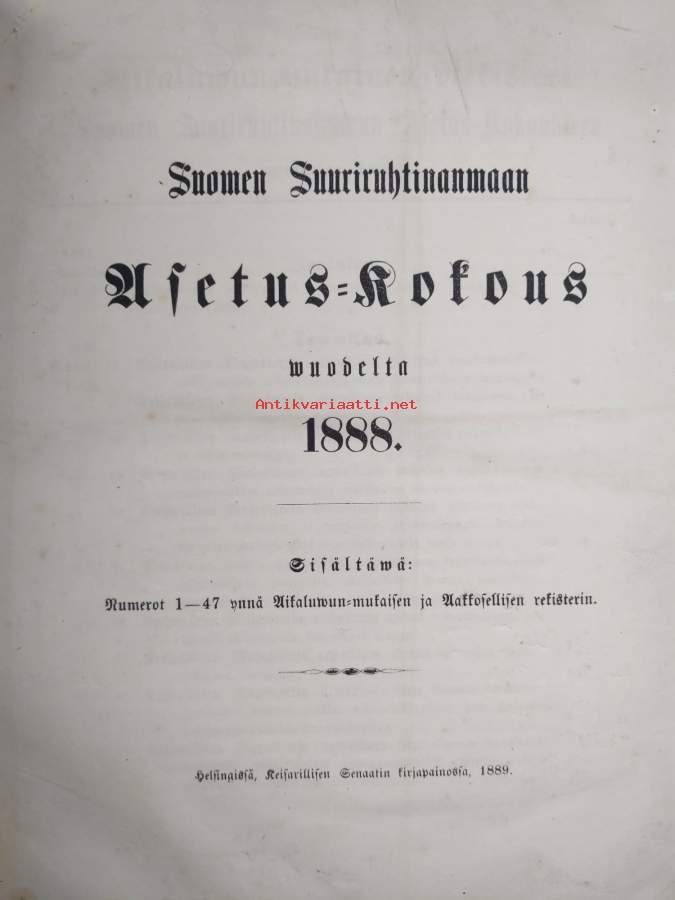 Suomen Suuriruhtinanmaan
Asetus=Kokous
wuodelta
Antikvariaatti.net
1888.
Sisältäwä:
Numerot 1—47 ynnä Aikaluwun=mukaisen ja Aakkosellisen rekisterin.
Helsingissä, Keisarillisen Senaatin kirjapainossa, 1889.